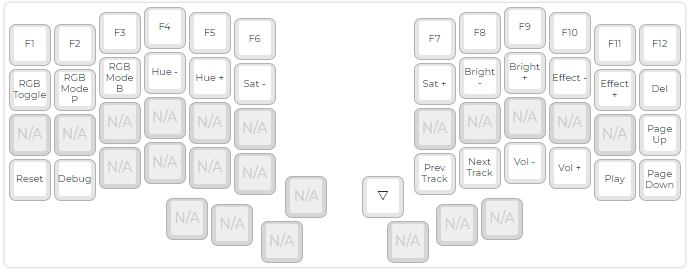 F1 F2 F3 F4 F5 F6 F7 F8 F9 F10 F11 F12
RGB Toggle RGB Mode P RGB Mode B Hue - Hue + Sat - Sat + Bright - Bright + Effect - Effect + Del
N/A N/A N/A N/A N/A N/A N/A N/A N/A N/A N/A Page Up
Reset Debug N/A N/A N/A N/A Prev Track Next Track Vol - Vol + Play Page Down
N/A ▽
N/A N/A N/A N/A N/A N/A